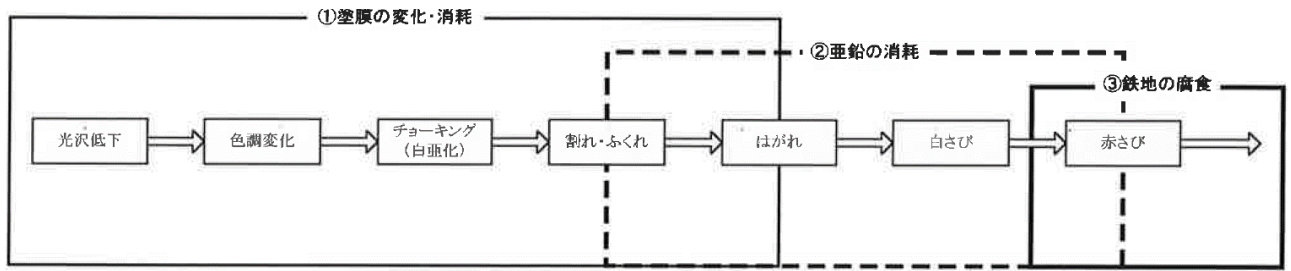 ①塗膜の変化・消耗
②亜鉛の消耗
③鉄地の腐食
光沢低下
色調変化
チョーキング
(白亜化)
割れ・ふくれ
はがれ
白さび
赤さび